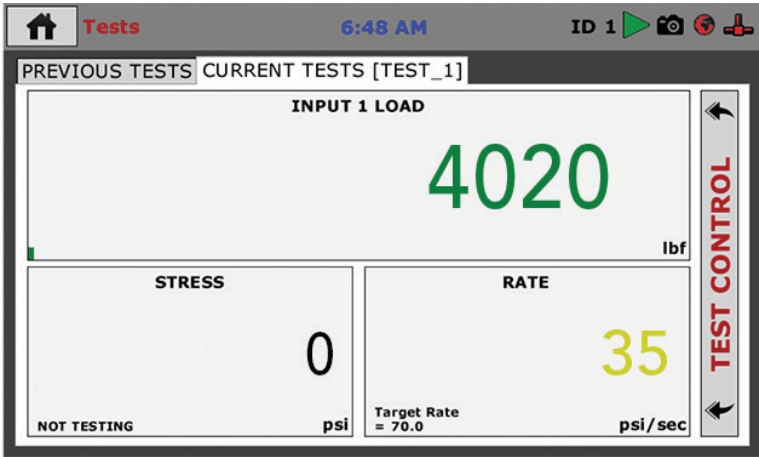 Tests 6:48 AM ID 1
PREVIOUS TESTS CURRENT TESTS [TEST_1]
INPUT 1 LOAD
4020
lbf
STRESS
0
NOT TESTING psi
RATE
35
Target Rate
= 70.0 psi/sec
TEST CONTROL